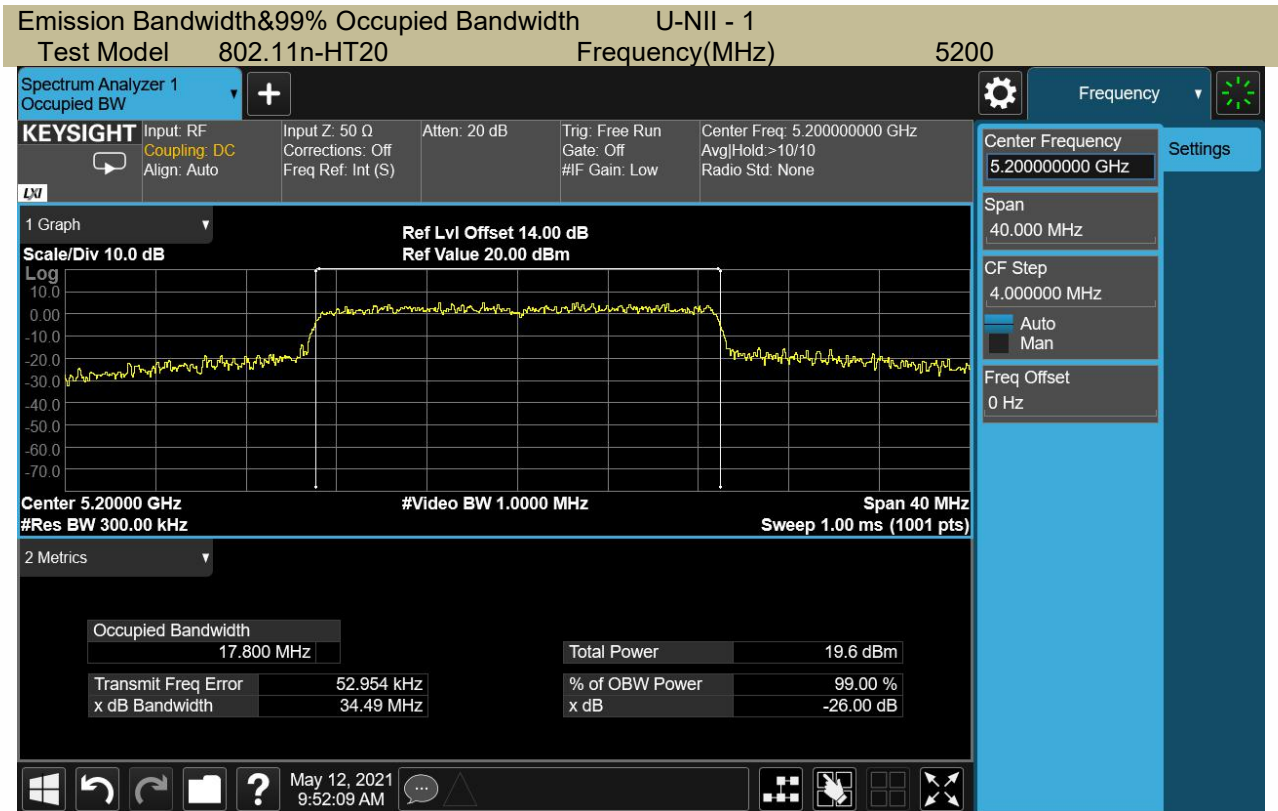 Emission Bandwidth&99% Occupied Bandwidth U-NII - 1
Test Model 802.11n-HT20 Frequency(MHz) 5200
Spectrum Analyzer 1
Occupied BW
+
Frequency
KEYSIGHT
LXI
Input: RF
Coupling: DC
Align: Auto
Input Z: 50 Ω
Corrections: Off
Freq Ref: Int (S)
Atten: 20 dB
Trig: Free Run
Gate: Off
#IF Gain: Low
Center Freq: 5.200000000 GHz
Avg|Hold:>10/10
Radio Std: None
Center Frequency
5.200000000 GHz
Settings
Span
40.000 MHz
CF Step
4.000000 MHz
Auto
Man
Freq Offset
0 Hz
1 Graph
Scale/Div 10.0 dB
Ref Lvl Offset 14.00 dB
Ref Value 20.00 dBm
Log
10.0
0.00
-10.0
-20.0
-30.0
-40.0
-50.0
-60.0
-70.0
Center 5.20000 GHz
#Res BW 300.00 kHz
#Video BW 1.0000 MHz
Span 40 MHz
Sweep 1.00 ms (1001 pts)
2 Metrics
Occupied Bandwidth
17.800 MHz
Total Power 19.6 dBm
Transmit Freq Error 52.954 kHz
% of OBW Power 99.00 %
x dB Bandwidth 34.49 MHz
x dB -26.00 dB
?
May 12, 2021
9:52:09 AM